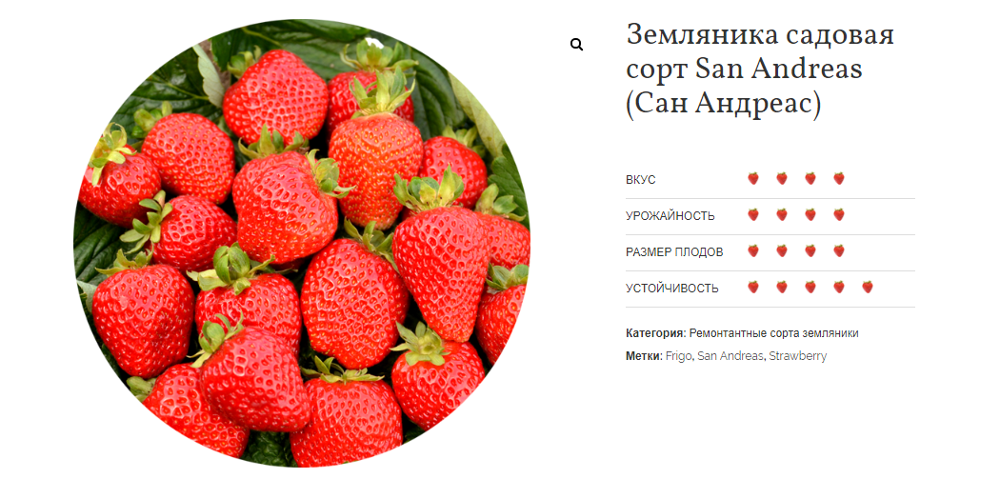 Земляника садовая
сорт San Andreas
(Сан Андреас)
ВКУС
УРОЖАЙНОСТЬ
РАЗМЕР ПЛОДОВ
УСТОЙЧИВОСТЬ
Категория: Ремонтантные сорта земляники
Метки: Frigo, San Andreas, Strawberry